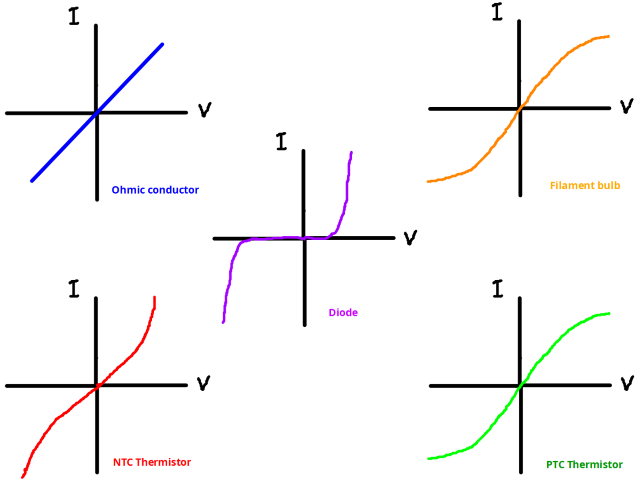 I
V
Ohmic conductor
I
V
Filament bulb
I
V
Diode
I
V
NTC Thermistor
I
V
PTC Thermistor